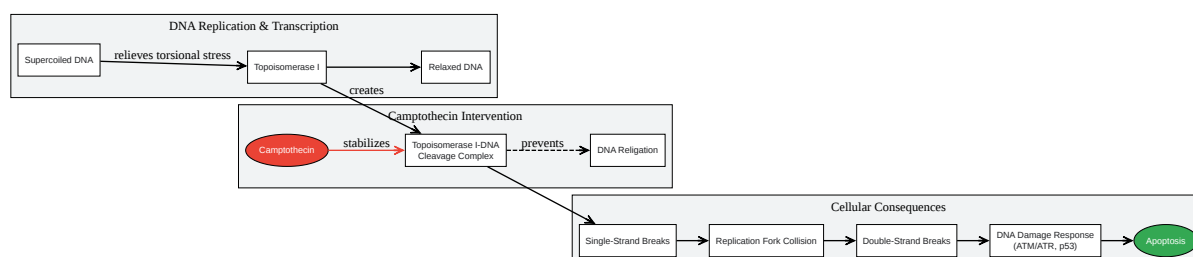 DNA Replication & Transcription
Supercoiled DNA
relieves torsional stress
Topoisomerase I
Relaxed DNA
creates
Camptothecin Intervention
Camptothecin
stabilizes
Topoisomerase I-DNA
Cleavage Complex
prevents
DNA Religation
Cellular Consequences
Single-Strand Breaks
Replication Fork Collision
Double-Strand Breaks
DNA Damage Response
(ATM/ATR, p53)
Apoptosis